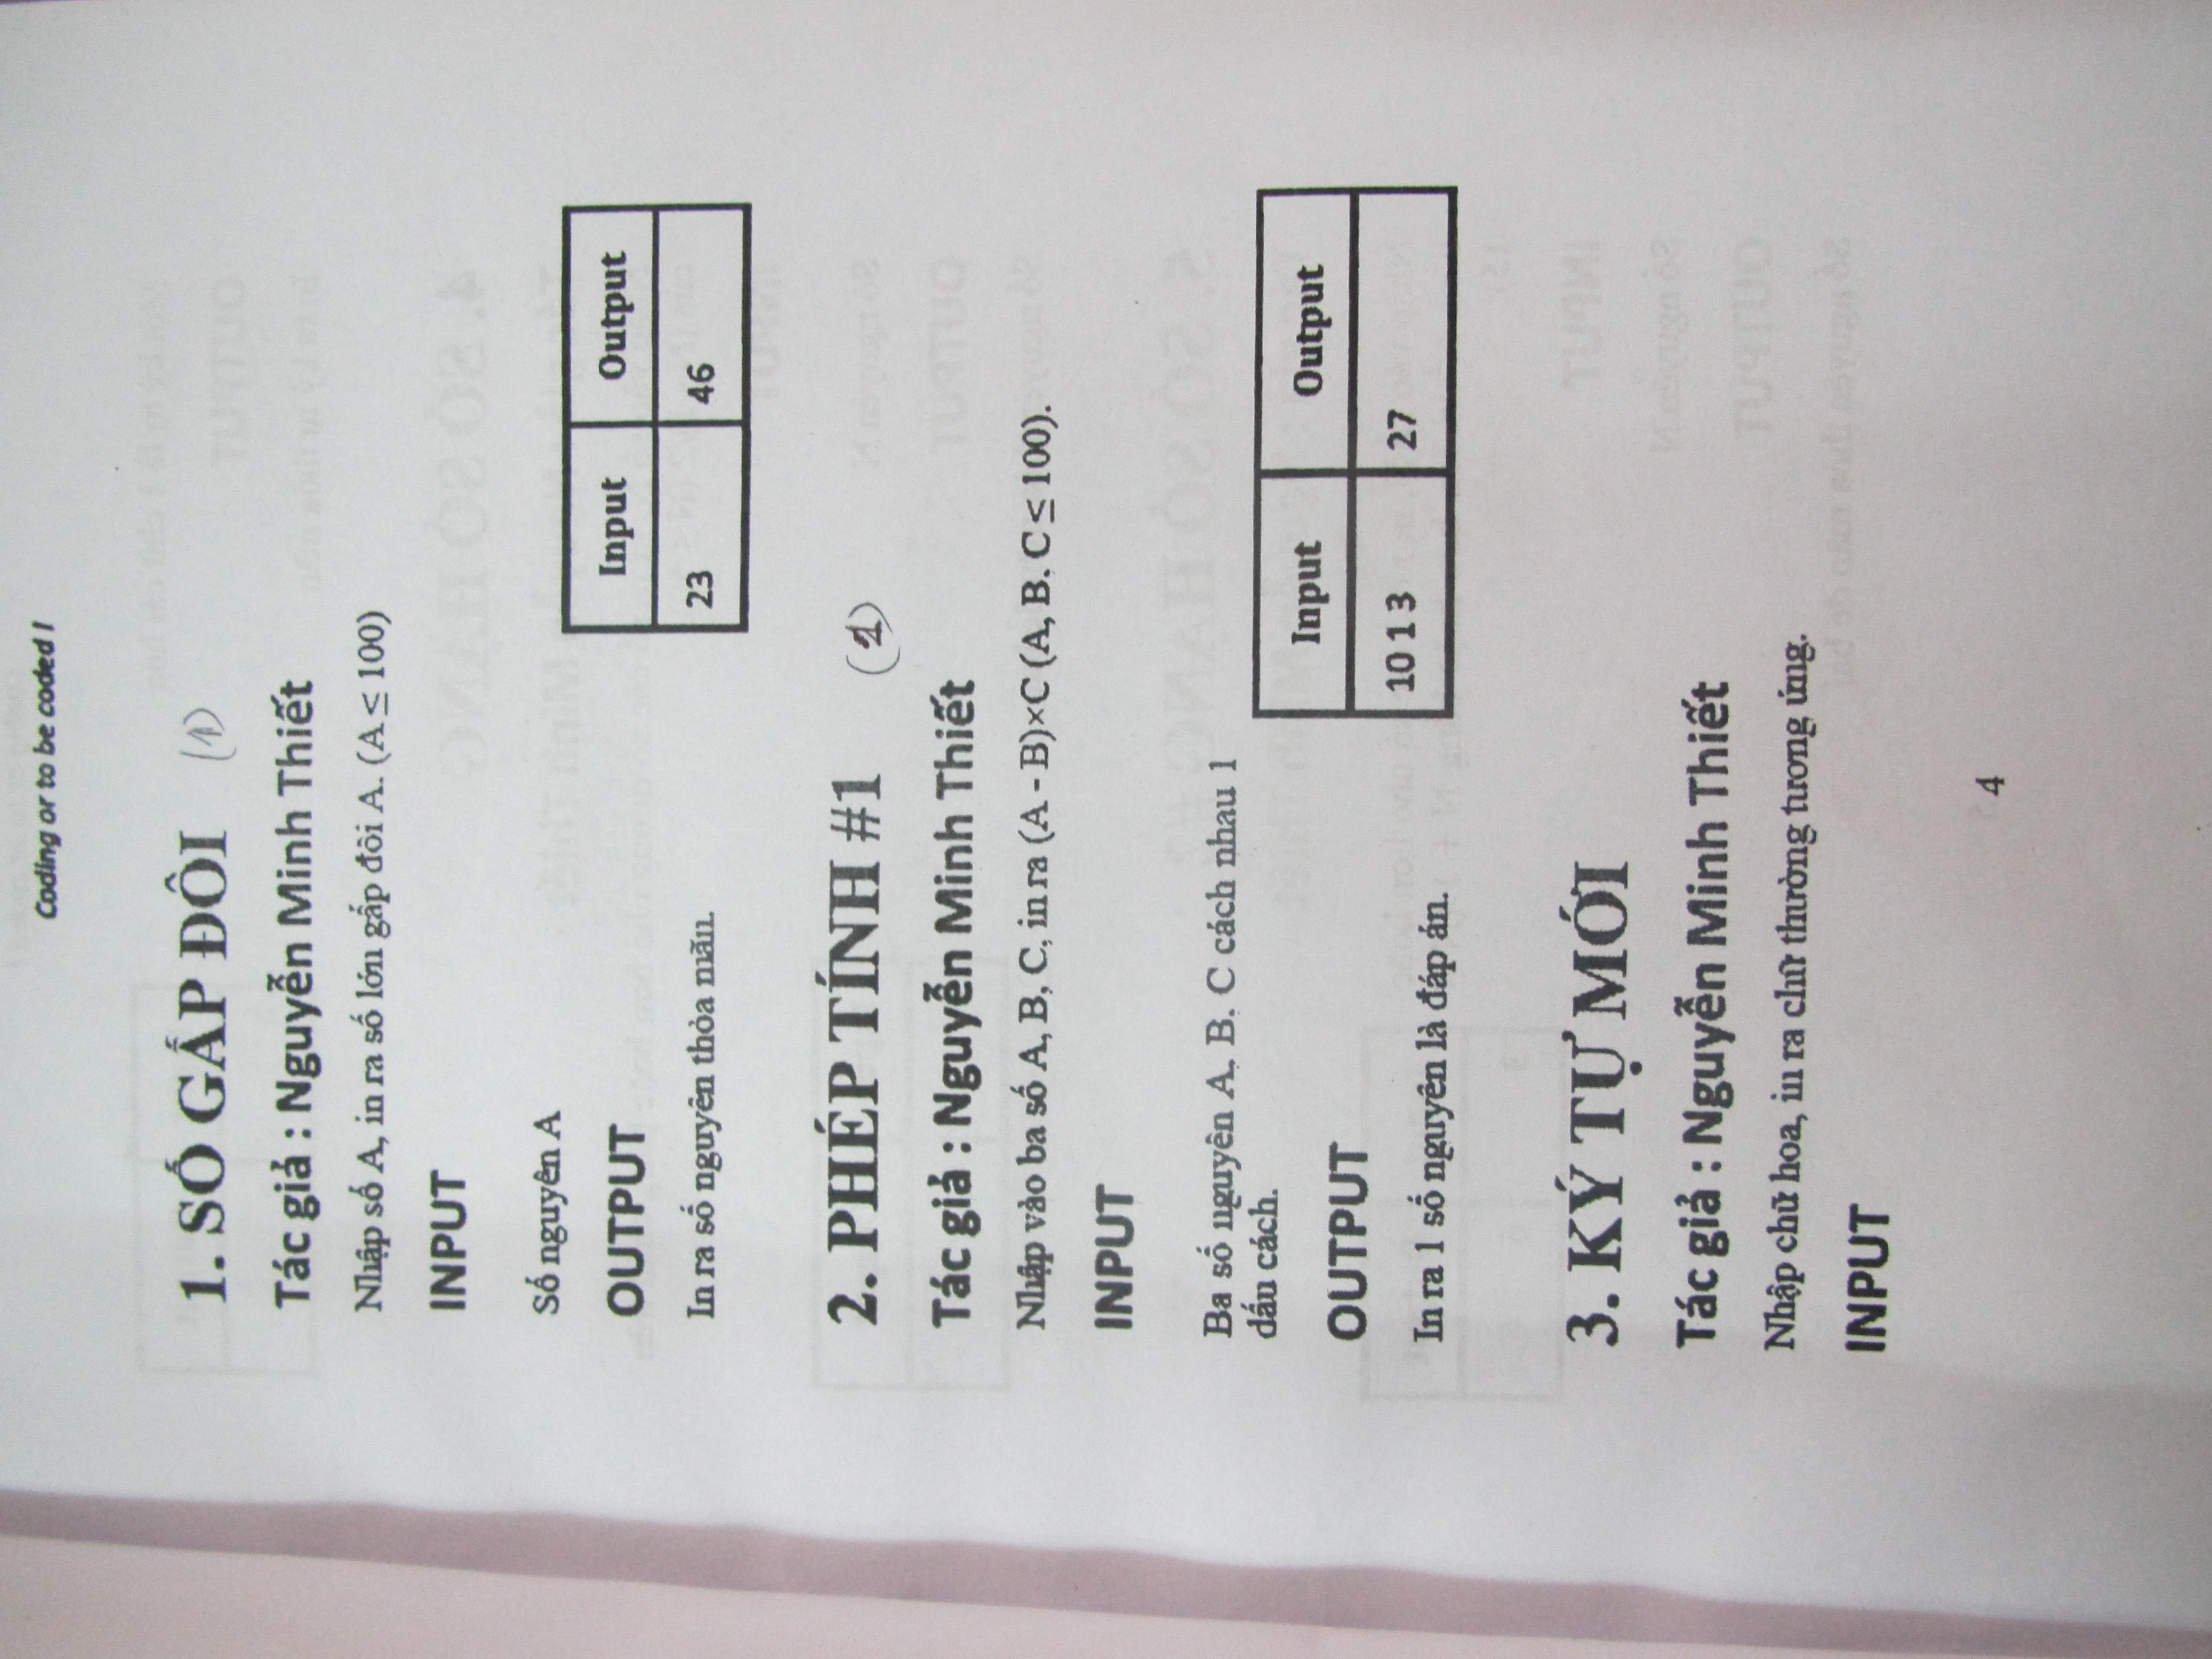 Coding or to be coded !
1. SỐ GẤP ĐÔI (1)
Tác giả : Nguyễn Minh Thiết
Nhập số A, in ra số lớn gấp đôi A. (A ≤ 100)
INPUT
Số nguyên A
OUTPUT
In ra số nguyên thỏa mãn.
Input Output
23 46
2. PHÉP TÍNH #1 (1)
Tác giả : Nguyễn Minh Thiết
Nhập vào ba số A, B, C, in ra (A - B)×C (A, B, C ≤ 100).
INPUT
Ba số nguyên A, B, C cách nhau 1
dấu cách.
OUTPUT
In ra 1 số nguyên là đáp án.
Input Output
10 1 3 27
3. KÝ TỰ MỚI
Tác giả : Nguyễn Minh Thiết
Nhập chữ hoa, in ra chữ thường tương ứng.
INPUT
4